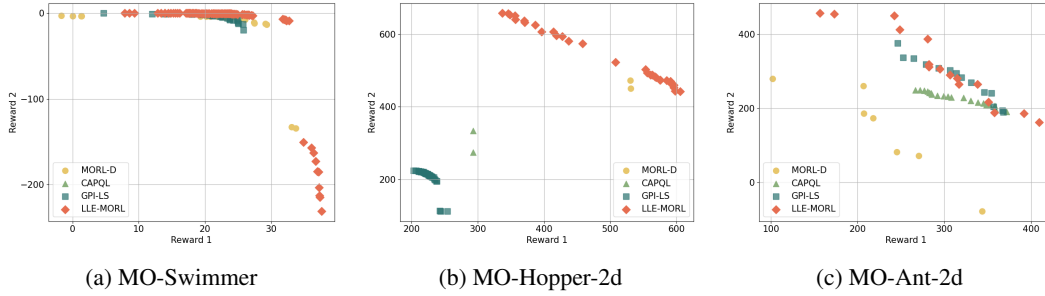 0
−100
−200
Reward 2
0
10
20
30
Reward 1
MORL-D
CAPQL
GPI-LS
LLE-MORL
(a) MO-Swimmer
600
400
200
Reward 2
200
300
400
500
600
Reward 1
MORL-D
CAPQL
GPI-LS
LLE-MORL
(b) MO-Hopper-2d
400
200
0
Reward 2
100
200
300
400
Reward 1
MORL-D
CAPQL
GPI-LS
LLE-MORL
(c) MO-Ant-2d